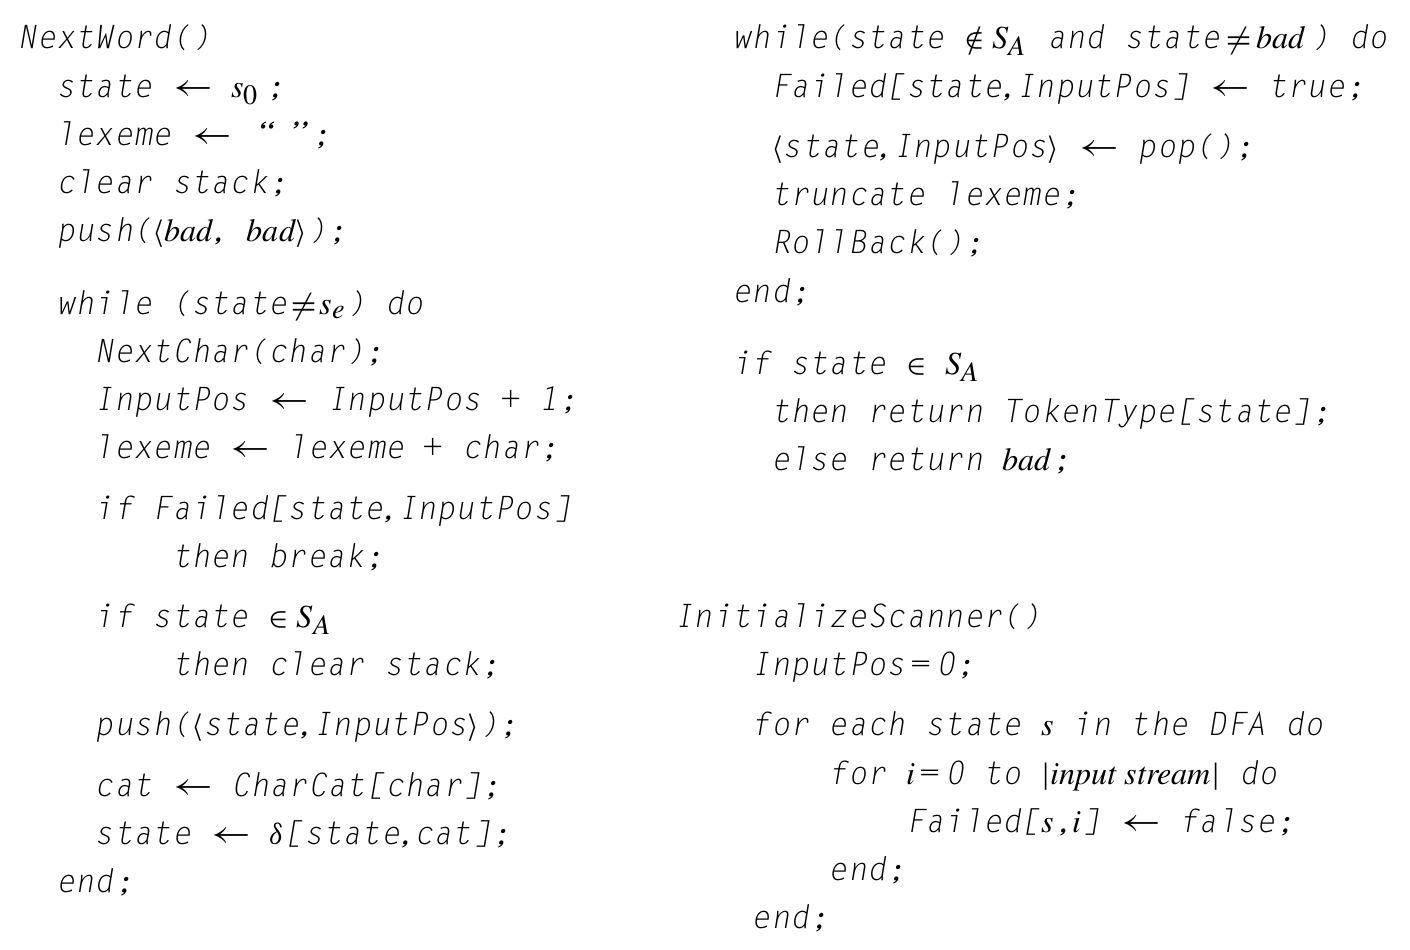 NextWord()
state ← s0 ;
lexeme ← “ ”;
clear stack;
push(⟨bad, bad⟩);
while (state≠se) do
NextChar(char);
InputPos ← InputPos + 1;
lexeme ← lexeme + char;
if Failed[state,InputPos]
then break;
if state ∈ SA
then clear stack;
push(⟨state,InputPos⟩);
cat ← CharCat[char];
state ← δ[state,cat];
end;
while(state ∉ SA and state≠bad ) do
Failed[state,InputPos] ← true;
⟨state,InputPos⟩ ← pop();
truncate lexeme;
RollBack();
end;
if state ∈ SA
then return TokenType[state];
else return bad;
InitializeScanner()
InputPos=0;
for each state s in the DFA do
for i=0 to |input stream| do
Failed[s,i] ← false;
end;
end;